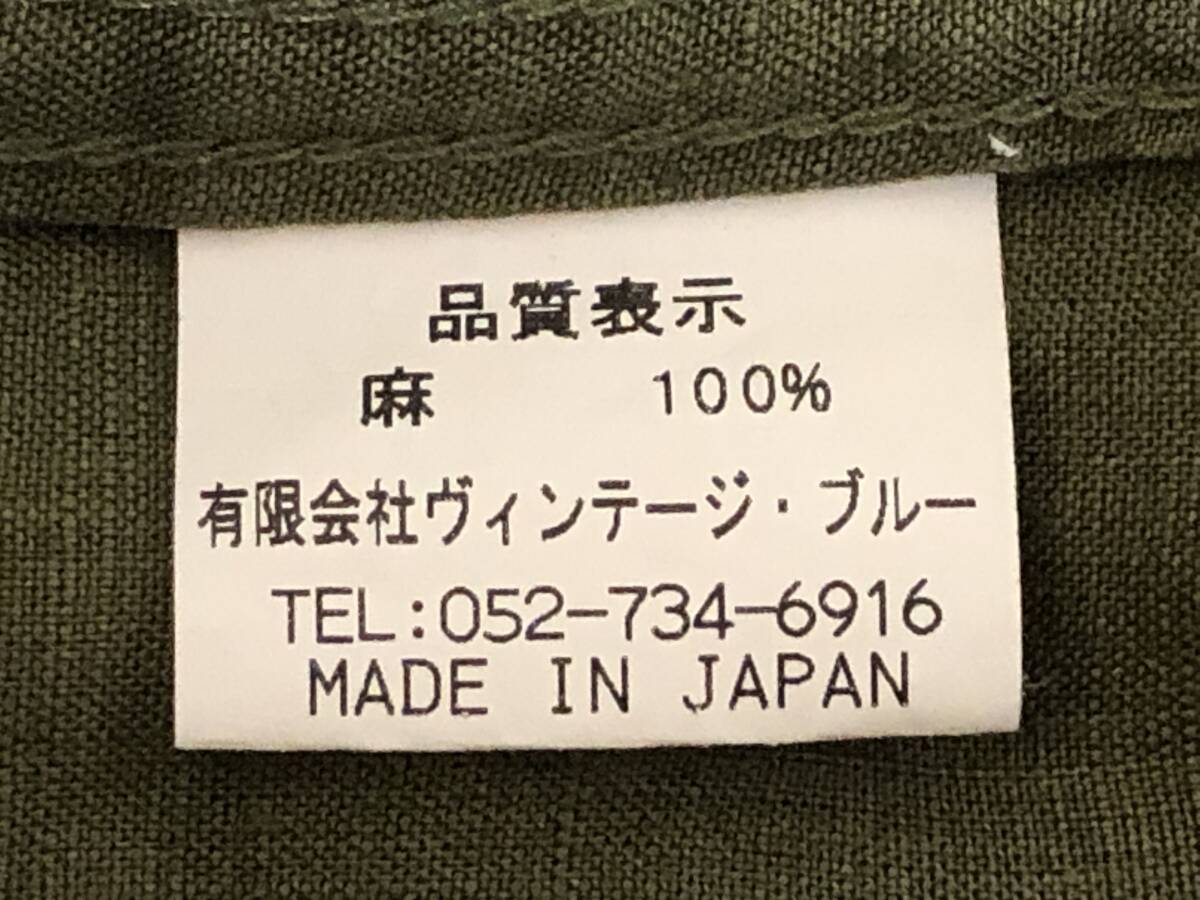 品質表示
麻 100%
有限会社ヴィンテージ・ブルー
TEL:052-734-6916
MADE IN JAPAN